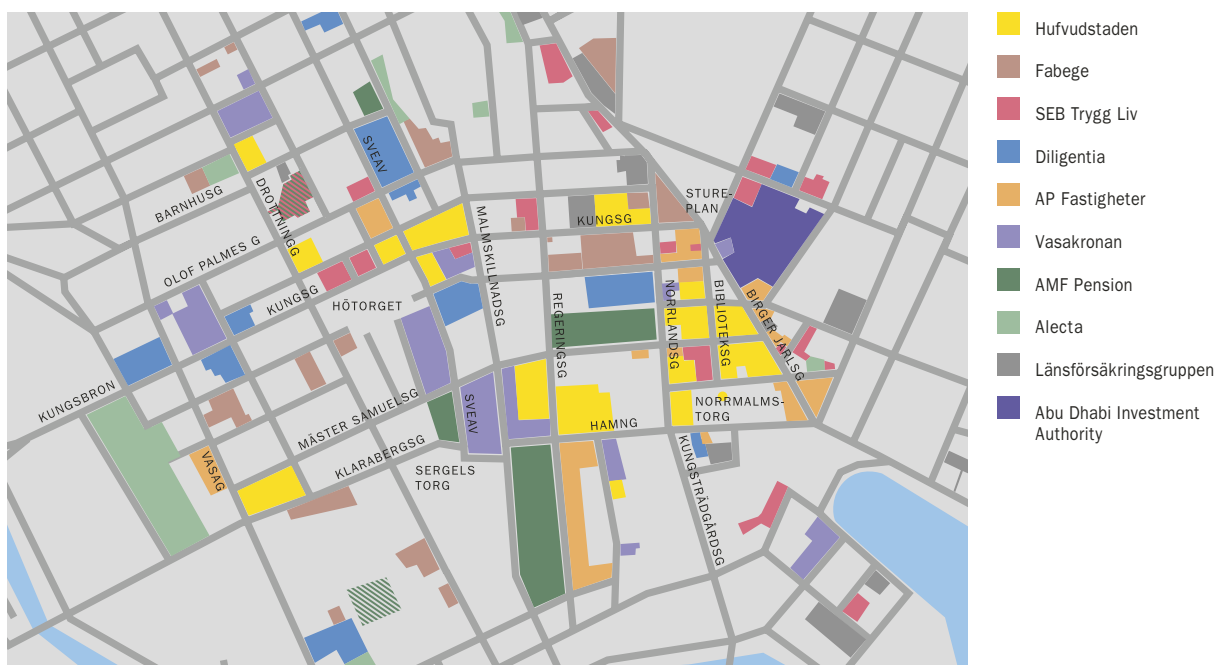 BARNHUSG
DROTTNINGG
OLOF PALMES G
SVEAV
KUNGSG
HÖTORGET
MALMSKILLNADSG
KUNGSG
STURE-
PLAN
REGERINGSG
NORRLANDSG
BIBLIOTEKSG
BIRGER JARLSG
KUNGSBRON
MÄSTER SAMUELSG
KLARABERGSG
VASAG
SVEAV
SERGELS
TORG
HAMNG
NORRMALMS-
TORG
KUNGSTRÄDGÅRDSG
Hufvudstaden
Fabege
SEB Trygg Liv
Diligentia
AP Fastigheter
Vasakronan
AMF Pension
Alecta
Länsförsäkringsgruppen
Abu Dhabi Investment
Authority